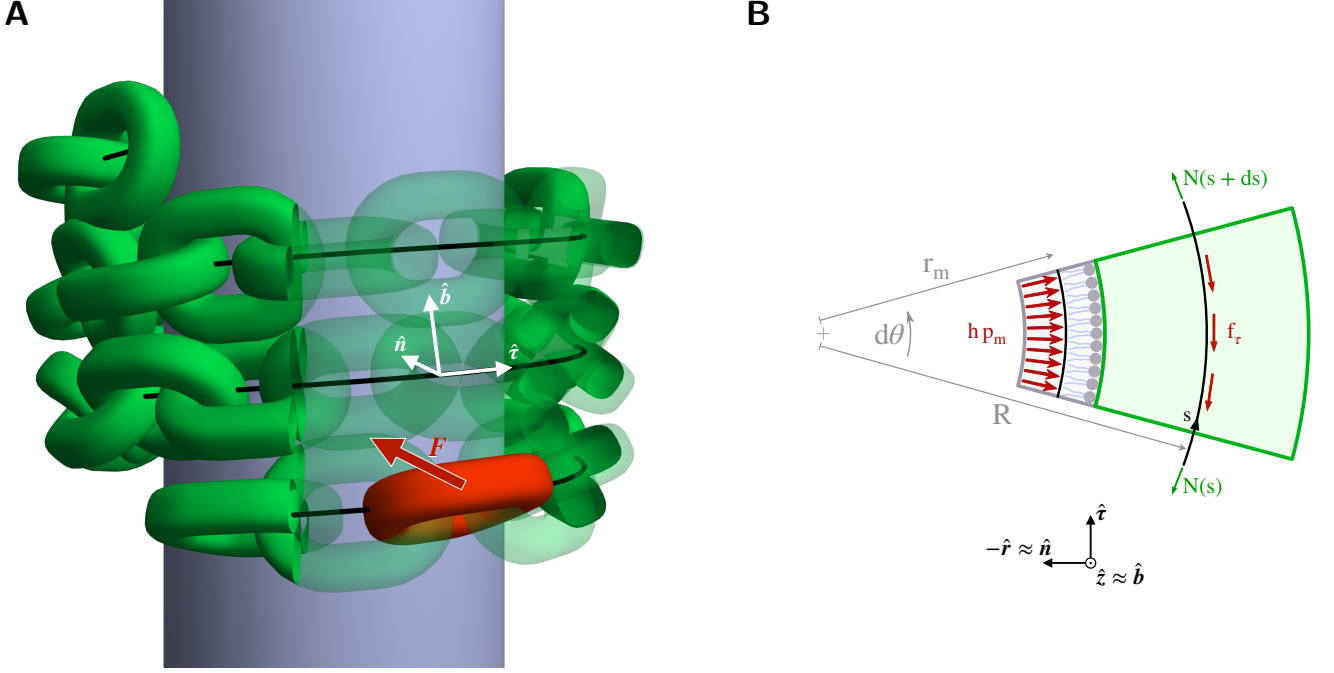 A
b̂
n̂
τ̂
F
B
N(s + ds)
r_m
h p_m
dθ
f_τ
R
s
N(s)
τ̂
−r̂ ≈ n̂
ẑ ≈ b̂